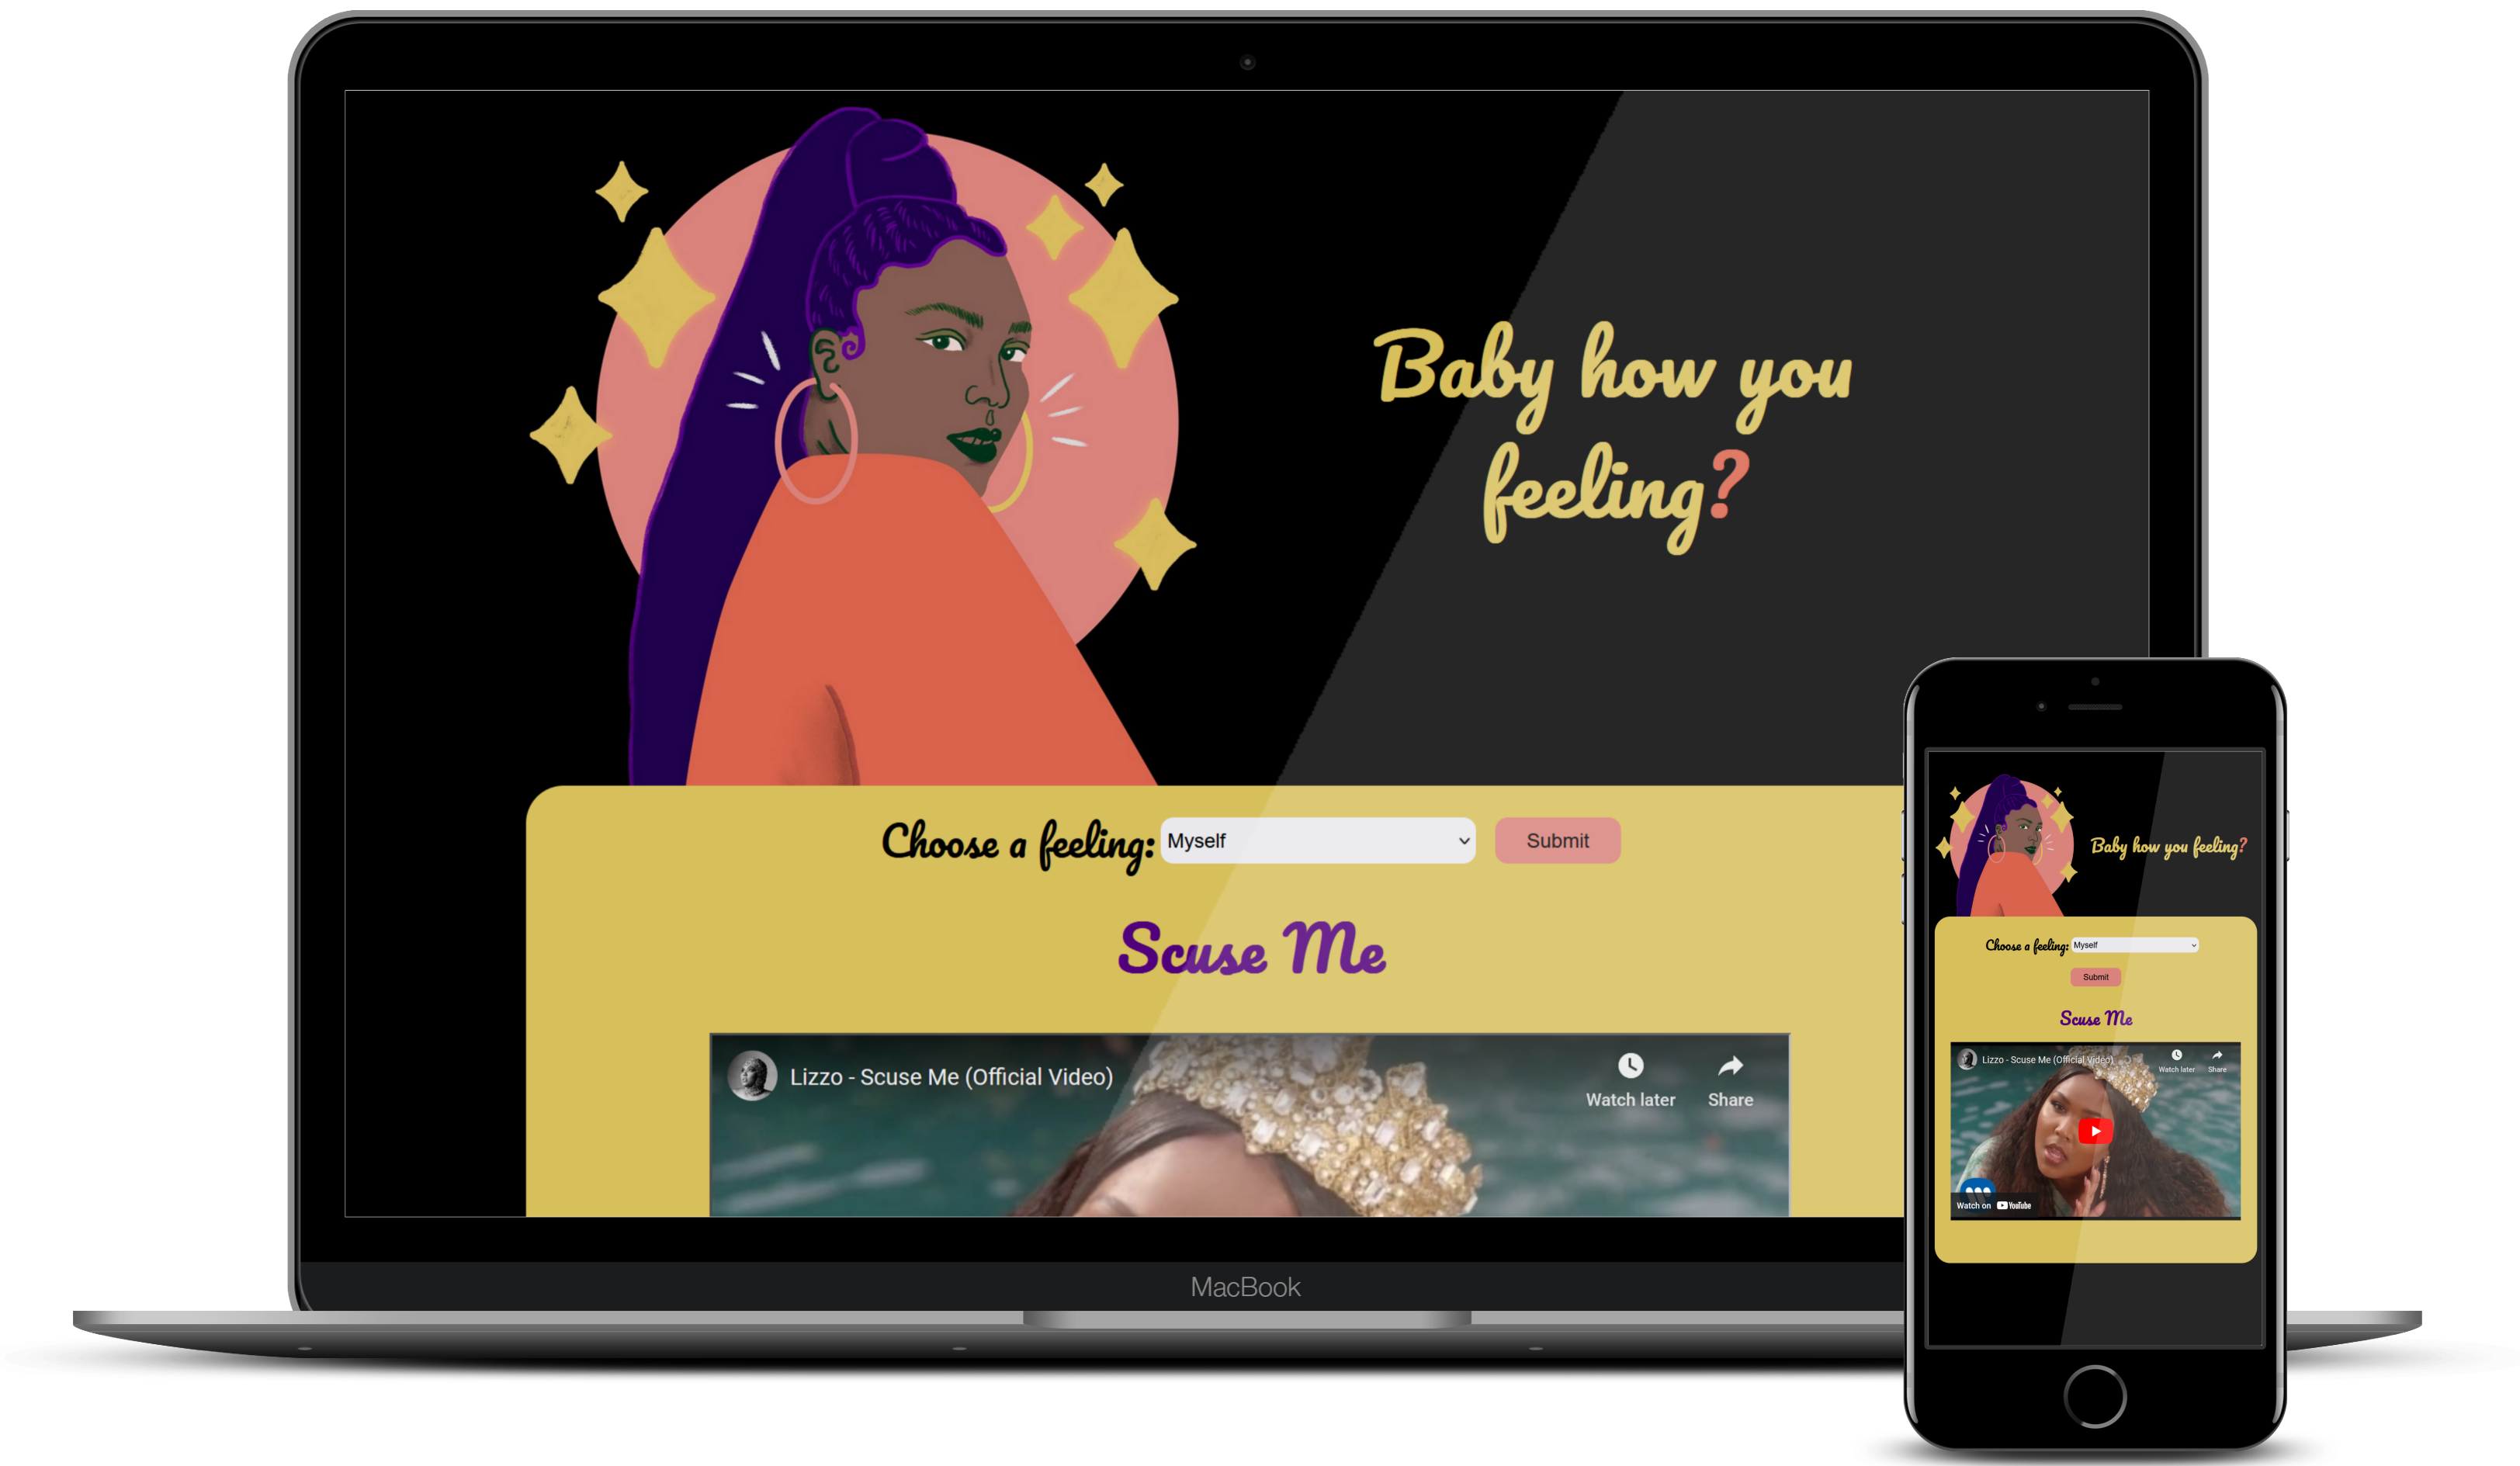 Baby how you
feeling?
Choose a feeling: Myself Submit
Scuse Me
Lizzo - Scuse Me (Official Video)
Watch later Share
MacBook
Baby how you feeling?
Choose a feeling: Myself
Submit
Scuse Me
Lizzo - Scuse Me (Official Video)
Watch later Share
Watch on YouTube